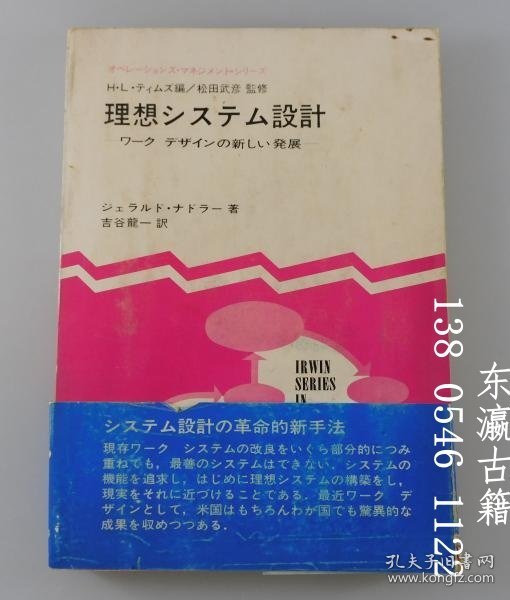 オペレーションズ・マネジメント・シリーズ
H・L・ティムズ編／松田武彦 監修
理想システム設計
―ワーク デザインの新しい発展―
ジェラルド・ナドラー 著
吉谷龍一 訳
IRWIN
SERIES
IN
システム設計の革命的新手法
現存ワーク システムの改良をいくら部分的につみ
重ねても，最善のシステムはできない．システムの
機能を追求し，はじめに理想システムの構築をし，
現実をそれに近づけることである．最近ワーク デ
ザインとして，米国はもちろんわが国でも驚異的な
成果を収めつつある．
东瀛古籍
138 0546 1122
孔夫子旧书网
www.kongfz.com